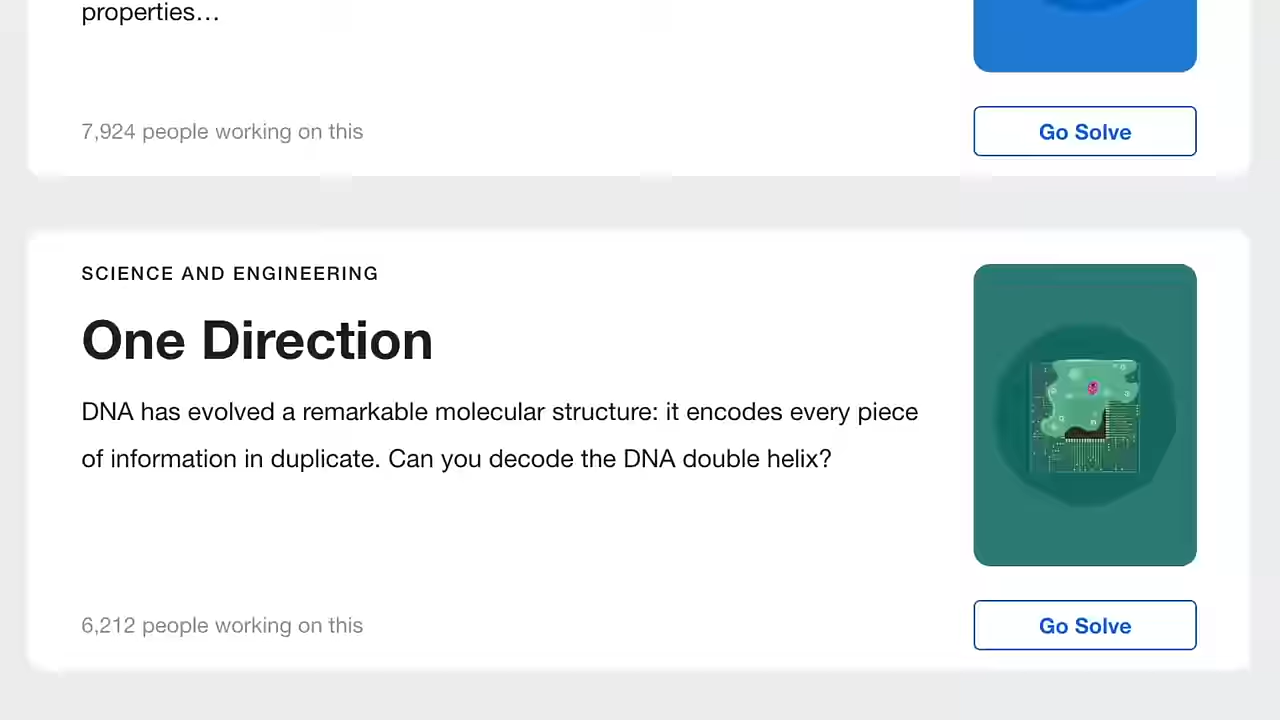 properties…
7,924 people working on this
Go Solve
SCIENCE AND ENGINEERING
One Direction
DNA has evolved a remarkable molecular structure: it encodes every piece
of information in duplicate. Can you decode the DNA double helix?
6,212 people working on this
Go Solve